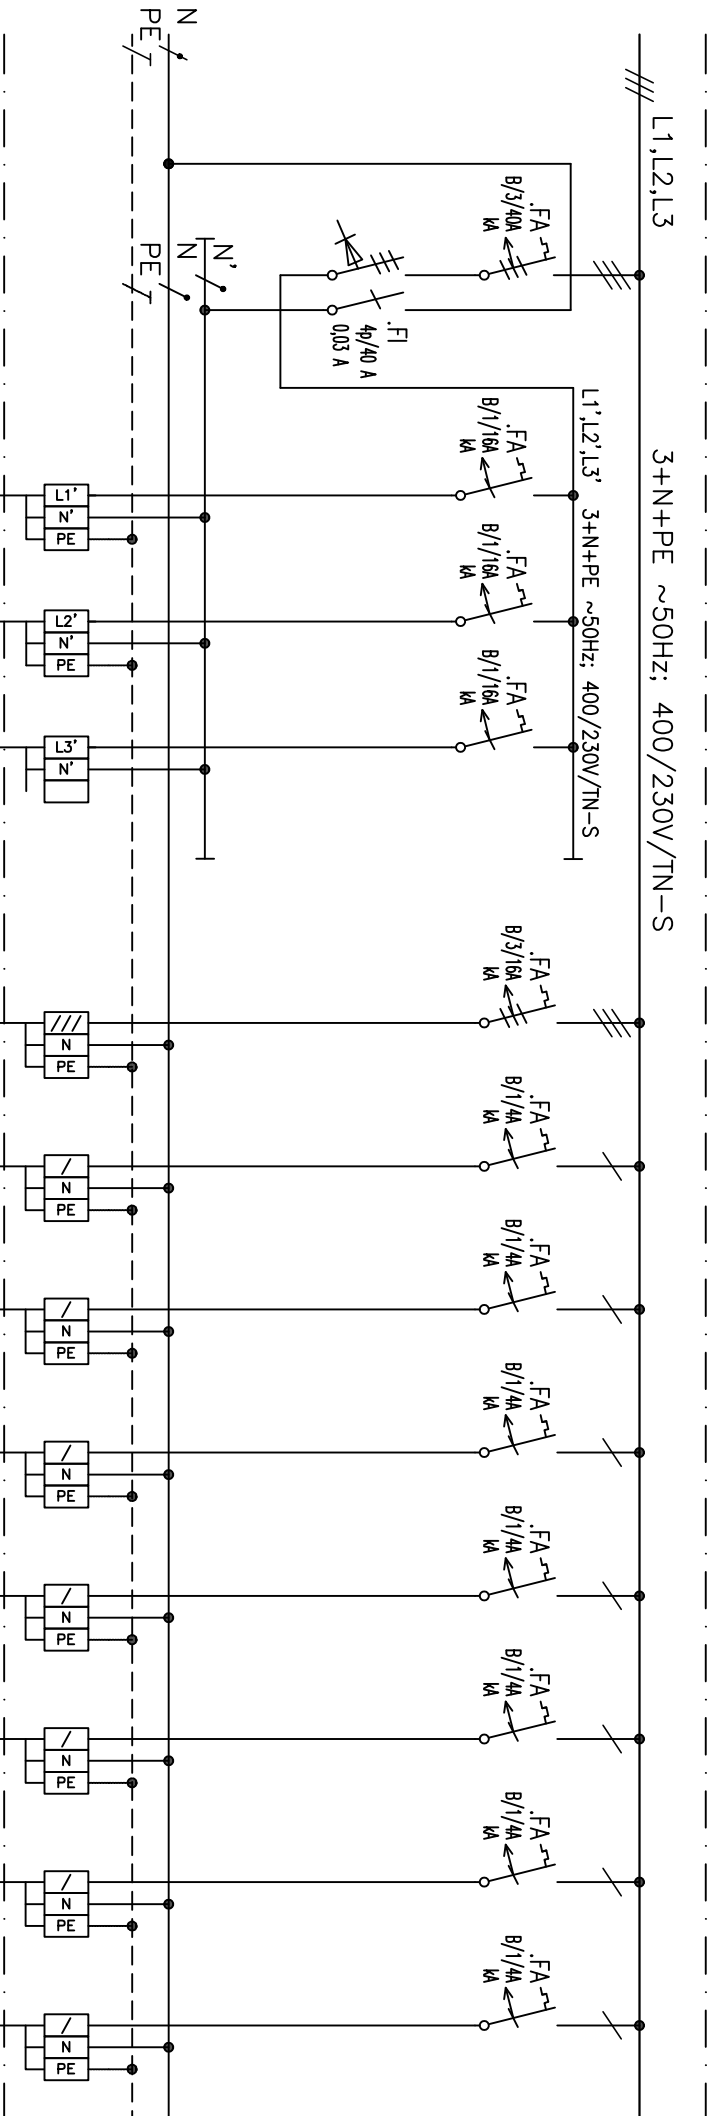 L1,L2,L3
3+N+PE ~50Hz; 400/230V/TN-S
.FA
B/3/40A
kA
.FI
4p/40 A
0,03 A
L1',L2',L3'
3+N+PE ~50Hz; 400/230V/TN-S
.FA
B/1/16A
kA
.FA
B/1/16A
kA
.FA
B/1/16A
kA
.FA
B/3/16A
kA
.FA
B/1/4A
kA
.FA
B/1/4A
kA
.FA
B/1/4A
kA
.FA
B/1/4A
kA
.FA
B/1/4A
kA
.FA
B/1/4A
kA
.FA
B/1/4A
kA
N
PE
N'
N
PE
L1'
N'
PE
L2'
N'
PE
L3'
N'
///
N
PE
/
N
PE
/
N
PE
/
N
PE
/
N
PE
/
N
PE
/
N
PE
/
N
PE